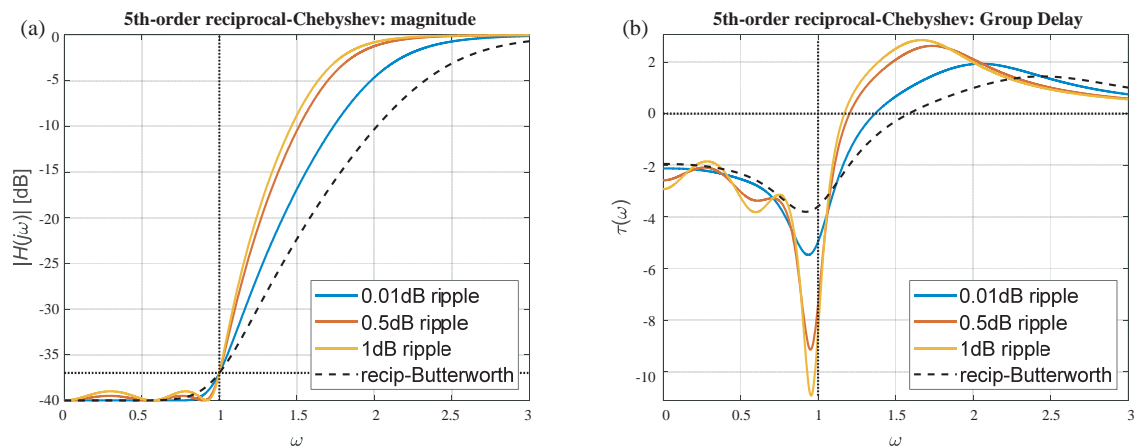 (a)
5th-order reciprocal-Chebyshev: magnitude
0
-5
-10
-15
-20
-25
-30
-35
-40
|H(jω)| [dB]
0.01dB ripple
0.5dB ripple
1dB ripple
recip-Butterworth
0 0.5 1 1.5 2 2.5 3
ω
(b)
5th-order reciprocal-Chebyshev: Group Delay
2
0
-2
-4
-6
-8
-10
τ(ω)
0.01dB ripple
0.5dB ripple
1dB ripple
recip-Butterworth
0 0.5 1 1.5 2 2.5 3
ω